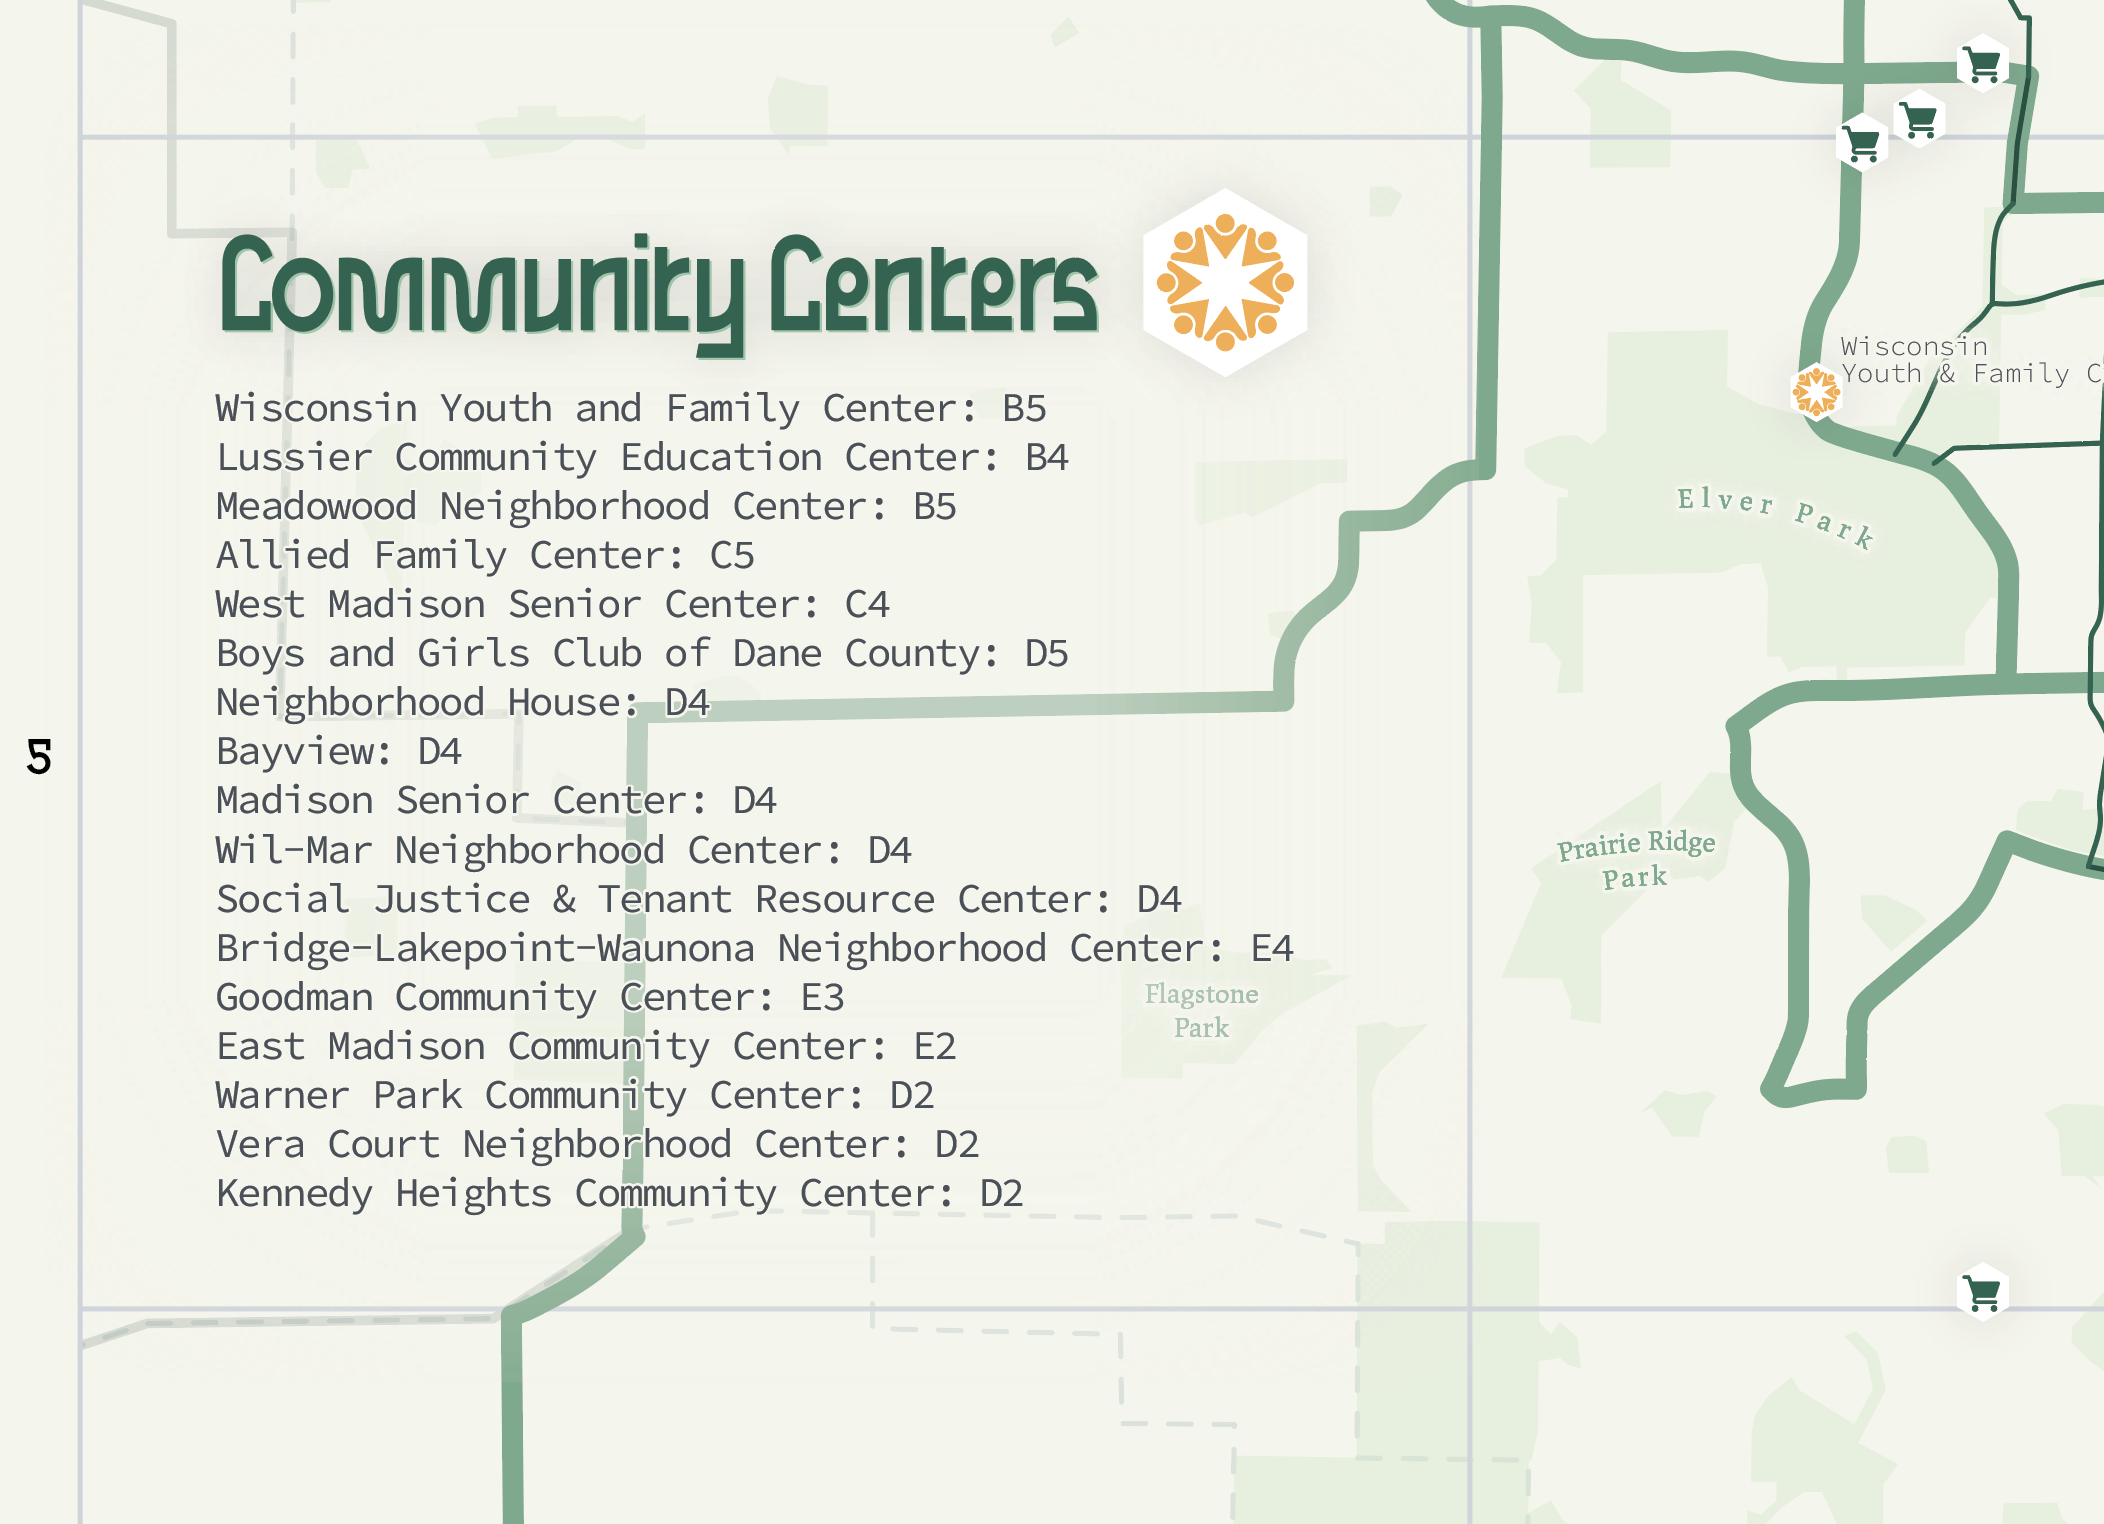 Community Centers
Wisconsin Youth and Family Center: B5
Lussier Community Education Center: B4
Meadowood Neighborhood Center: B5
Allied Family Center: C5
West Madison Senior Center: C4
Boys and Girls Club of Dane County: D5
Neighborhood House: D4
Bayview: D4
Madison Senior Center: D4
Wil-Mar Neighborhood Center: D4
Social Justice & Tenant Resource Center: D4
Bridge-Lakepoint-Waunona Neighborhood Center: E4
Goodman Community Center: E3
East Madison Community Center: E2
Warner Park Community Center: D2
Vera Court Neighborhood Center: D2
Kennedy Heights Community Center: D2
5
Wisconsin
Youth & Family C
Elver Park
Prairie Ridge
Park
Flagstone
Park